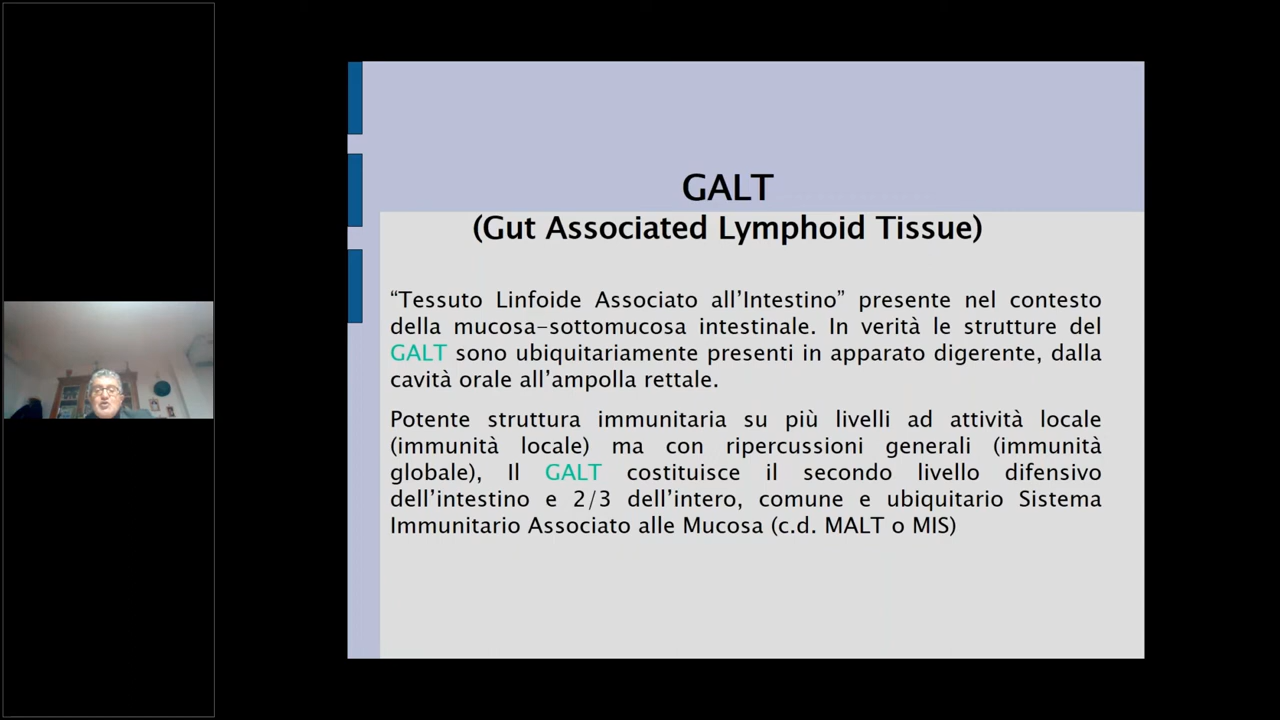 GALT
(Gut Associated Lymphoid Tissue)
“Tessuto Linfoide Associato all’Intestino” presente nel contesto
della mucosa-sottomucosa intestinale. In verità le strutture del
GALT sono ubiquitariamente presenti in apparato digerente, dalla
cavità orale all’ampolla rettale.
Potente struttura immunitaria su più livelli ad attività locale
(immunità locale) ma con ripercussioni generali (immunità
globale), Il GALT costituisce il secondo livello difensivo
dell’intestino e 2/3 dell’intero, comune e ubiquitario Sistema
Immunitario Associato alle Mucosa (c.d. MALT o MIS)